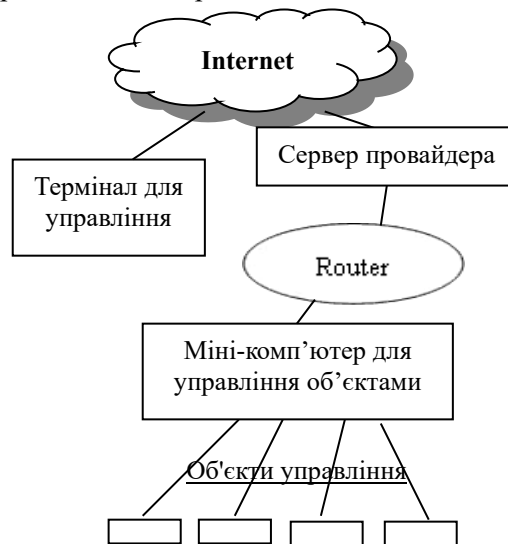 Internet
Сервер провайдера
Термінал для
управління
Router
Міні-комп’ютер для
управління об’єктами
Об'єкти управління